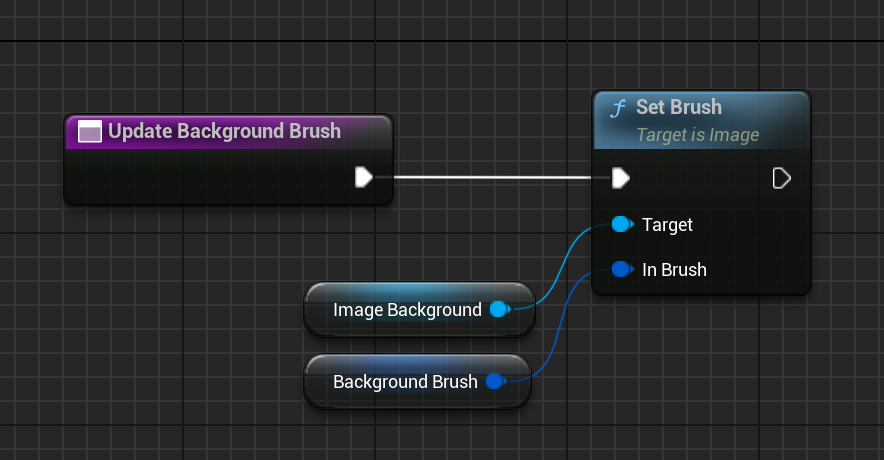 Update Background Brush
f Set Brush
Target is Image
Target
In Brush
Image Background
Background Brush